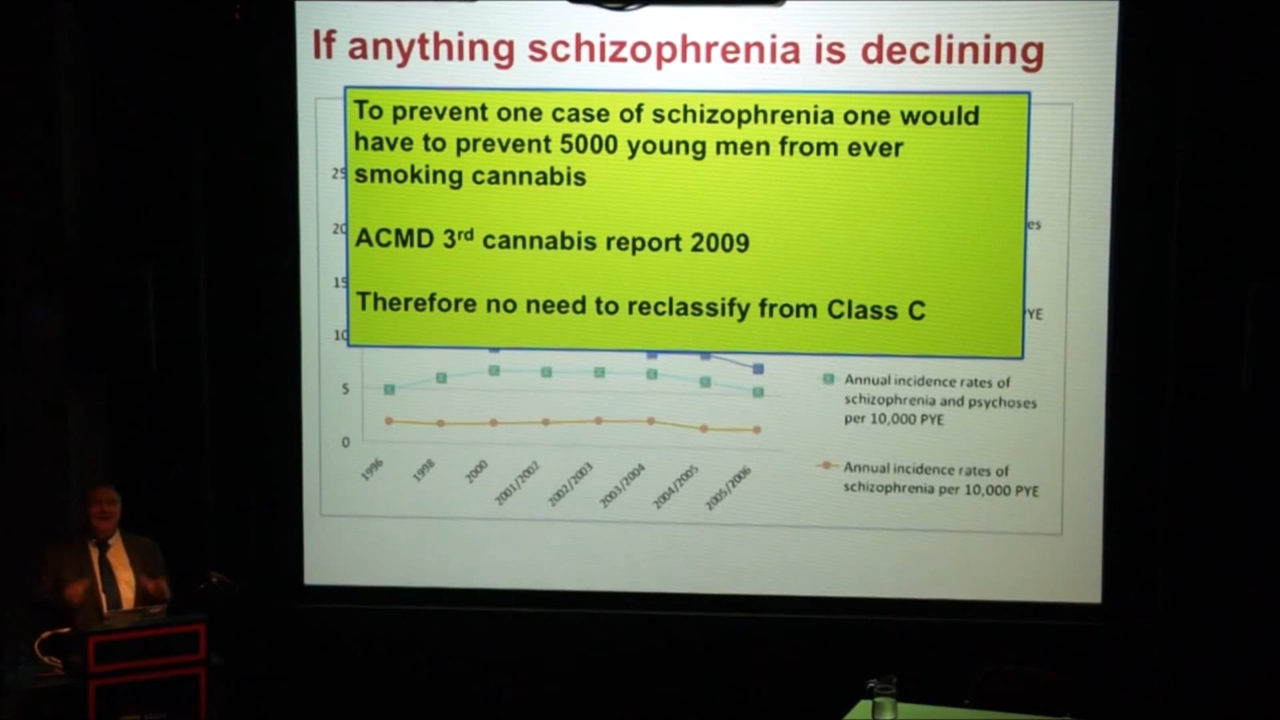 If anything schizophrenia is declining
To prevent one case of schizophrenia one would
have to prevent 5000 young men from ever
smoking cannabis
ACMD 3rd cannabis report 2009
Therefore no need to reclassify from Class C
25
20
15
10
5
0
1996
1998
2000
2001/2002
2002/2003
2003/2004
2004/2005
2005/2006
es
YE
Annual incidence rates of
schizophrenia and psychoses
per 10,000 PYE
Annual incidence rates of
schizophrenia per 10,000 PYE